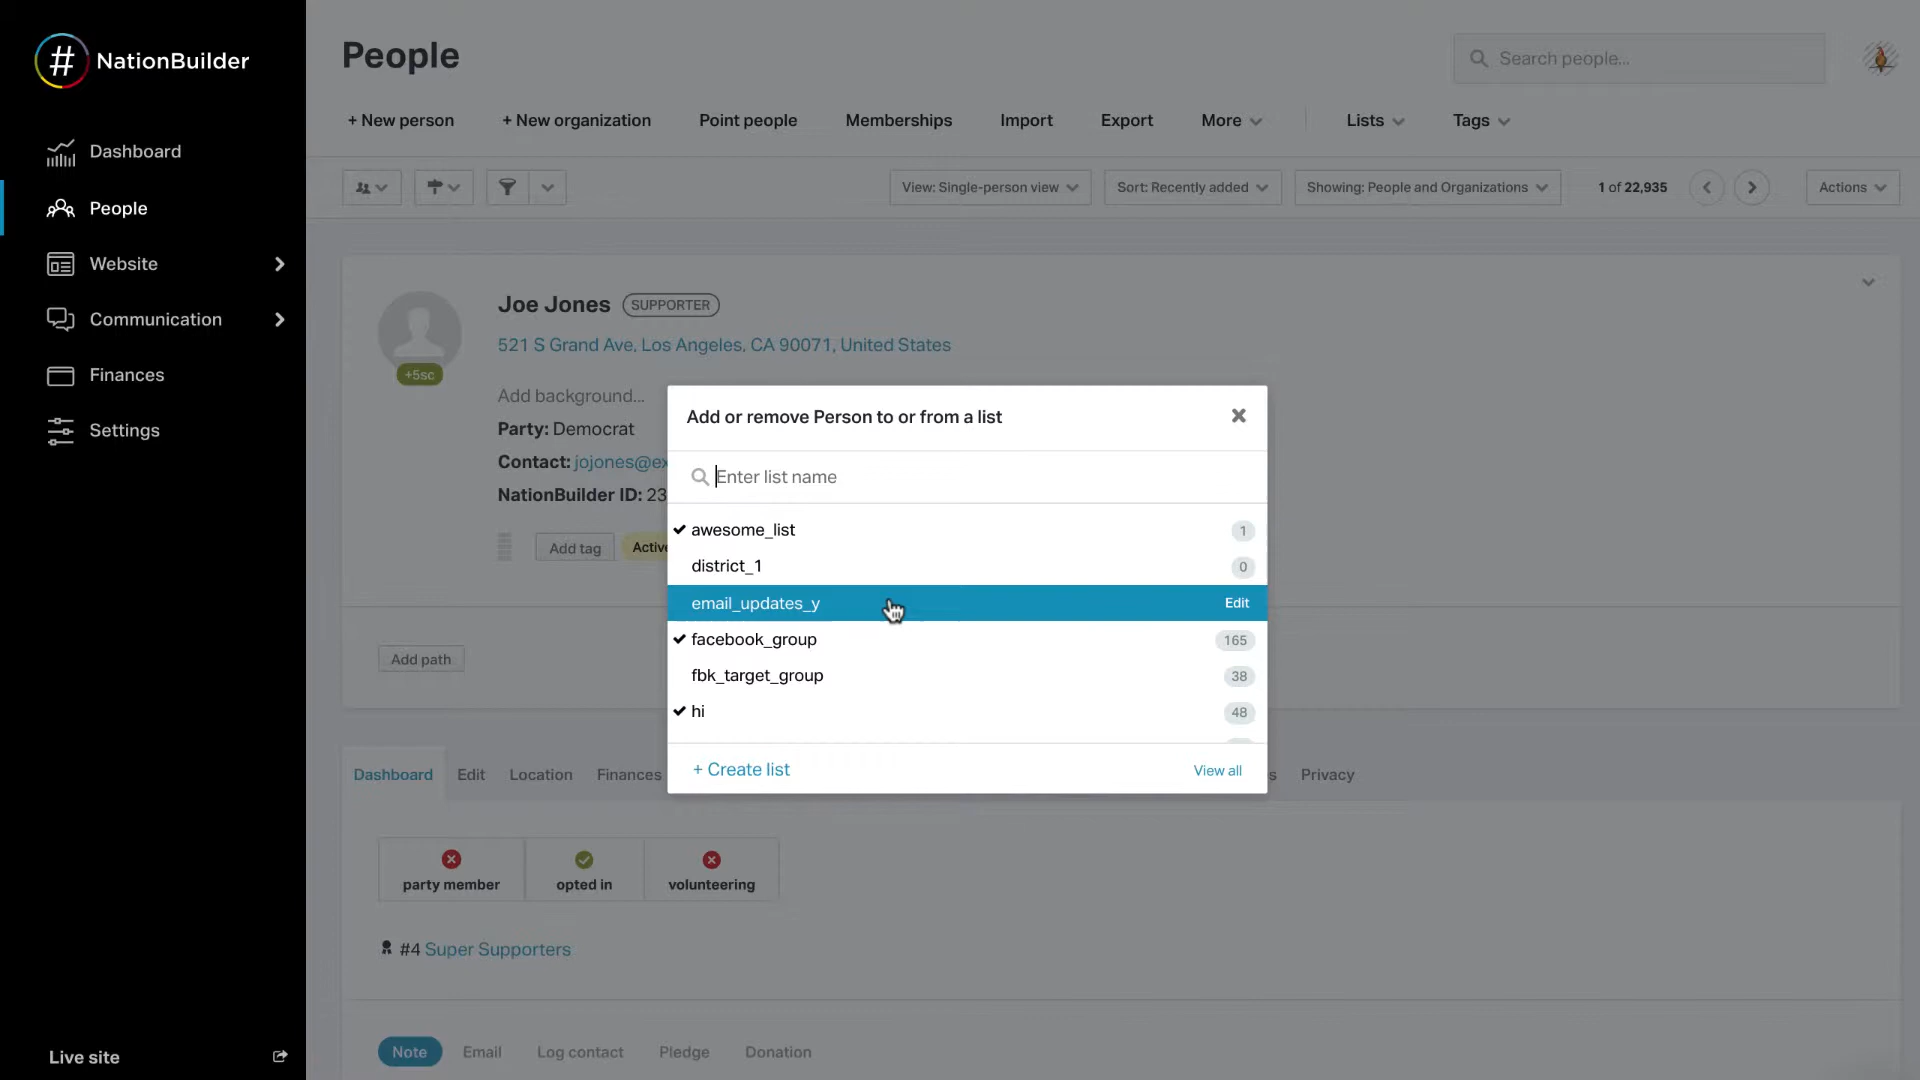 # NationBuilder
Dashboard
People
Website
Communication
Finances
Settings
Live site
People
Search people...
+ New person
+ New organization
Point people
Memberships
Import
Export
More
Lists
Tags
View: Single-person view
Sort: Recently added
Showing: People and Organizations
1 of 22,935
Actions
+5sc
Joe Jones SUPPORTER
521 S Grand Ave, Los Angeles, CA 90071, United States
Add background...
Party: Democrat
Contact: jojones@ex
NationBuilder ID: 23
Add tag
Active
Add path
Add or remove Person to or from a list
Enter list name
awesome_list 1
district_1 0
email_updates_y Edit
facebook_group 165
fbk_target_group 38
hi 48
+ Create list
View all
Dashboard
Edit
Location
Finances
s
Privacy
party member
opted in
volunteering
#4 Super Supporters
Note
Email
Log contact
Pledge
Donation